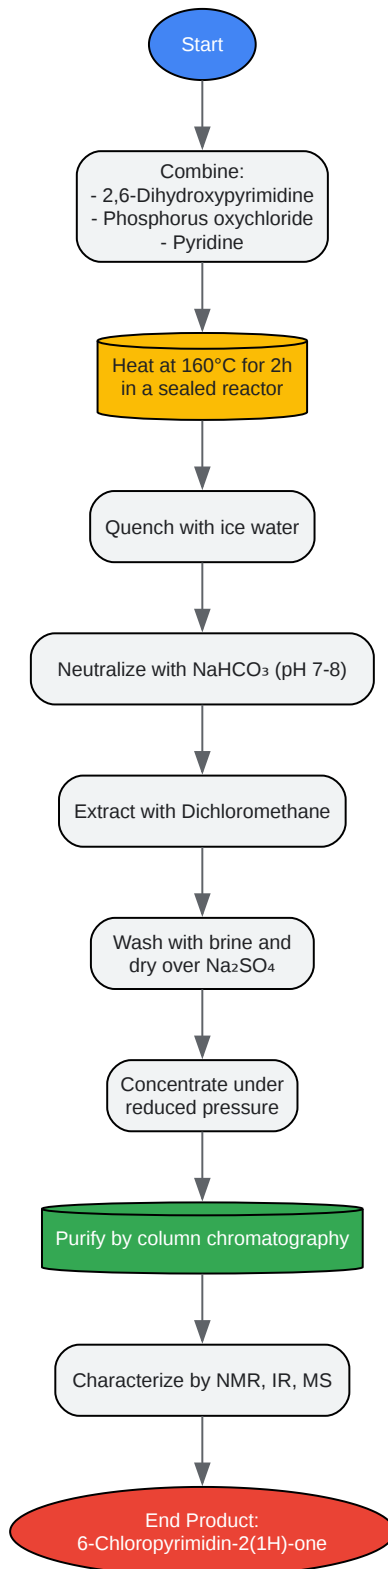 Start
Combine:
- 2,6-Dihydroxypyrimidine
- Phosphorus oxychloride
- Pyridine
Heat at 160°C for 2h
in a sealed reactor
Quench with ice water
Neutralize with NaHCO₃ (pH 7-8)
Extract with Dichloromethane
Wash with brine and
dry over Na₂SO₄
Concentrate under
reduced pressure
Purify by column chromatography
Characterize by NMR, IR, MS
End Product:
6-Chloropyrimidin-2(1H)-one